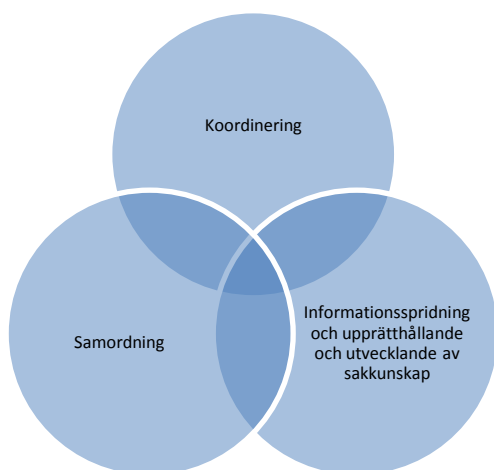 Koordinering
Samordning
Informationsspridning
och upprätthållande
och utvecklande av
sakkunskap